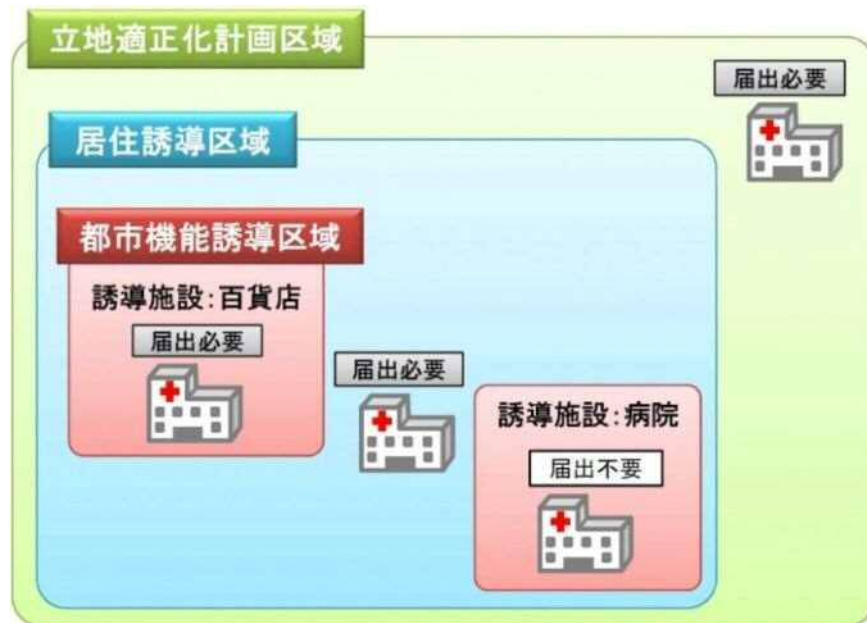 立地適正化計画区域
届出必要
居住誘導区域
都市機能誘導区域
誘導施設:百貨店
届出必要
届出必要
誘導施設:病院
届出不要